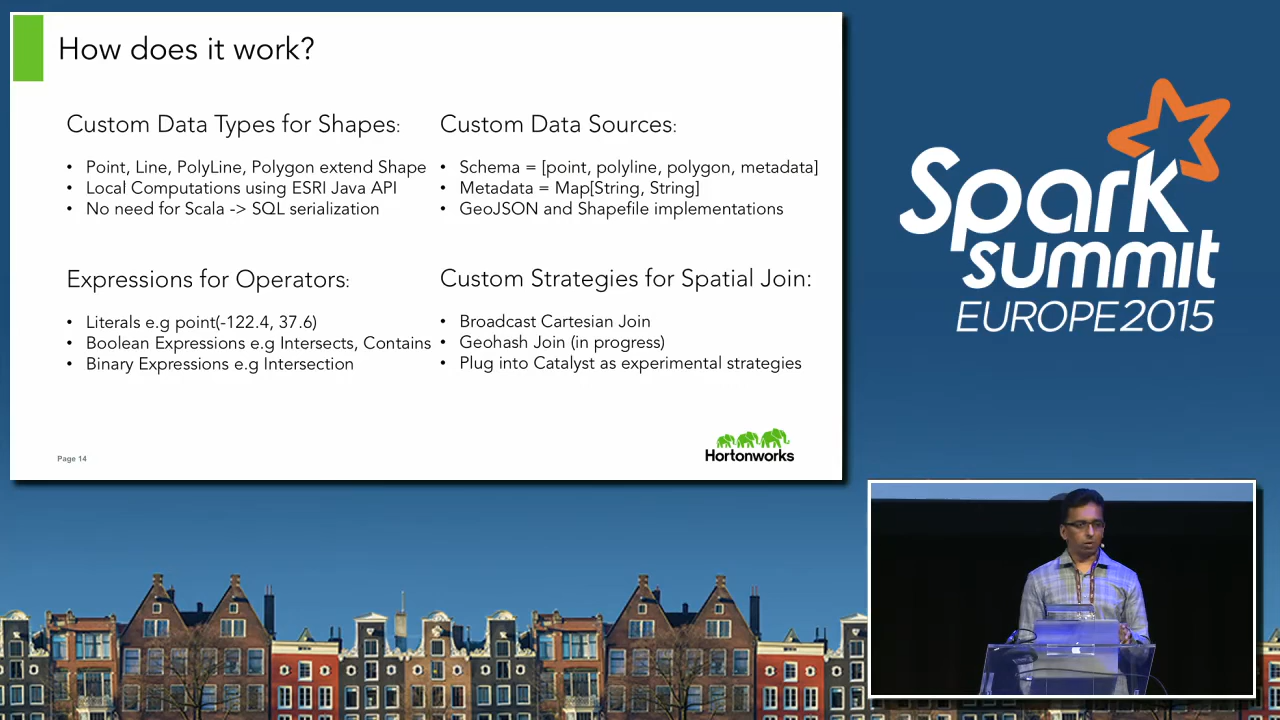 How does it work?
Custom Data Types for Shapes:
• Point, Line, PolyLine, Polygon extend Shape
• Local Computations using ESRI Java API
• No need for Scala -> SQL serialization
Custom Data Sources:
• Schema = [point, polyline, polygon, metadata]
• Metadata = Map[String, String]
• GeoJSON and Shapefile implementations
Expressions for Operators:
• Literals e.g point(-122.4, 37.6)
• Boolean Expressions e.g Intersects, Contains
• Binary Expressions e.g Intersection
Custom Strategies for Spatial Join:
• Broadcast Cartesian Join
• Geohash Join (in progress)
• Plug into Catalyst as experimental strategies
Page 14
Hortonworks
Spark
summit
EUROPE 2015